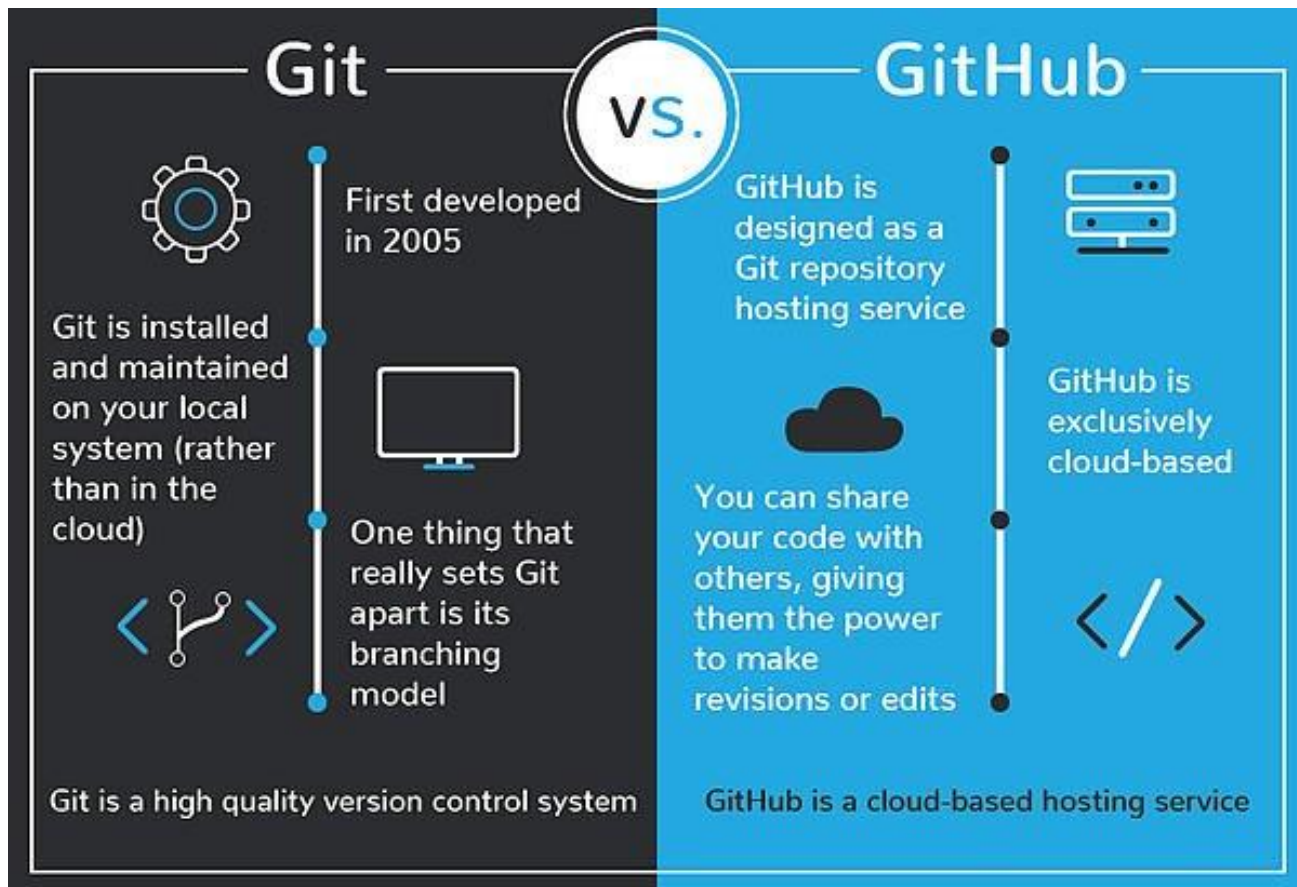 Git
vs.
GitHub
First developed
in 2005
Git is installed
and maintained
on your local
system (rather
than in the
cloud)
One thing that
really sets Git
apart is its
branching
model
Git is a high quality version control system
GitHub is
designed as a
Git repository
hosting service
GitHub is
exclusively
cloud-based
You can share
your code with
others, giving
them the power
to make
revisions or edits
GitHub is a cloud-based hosting service